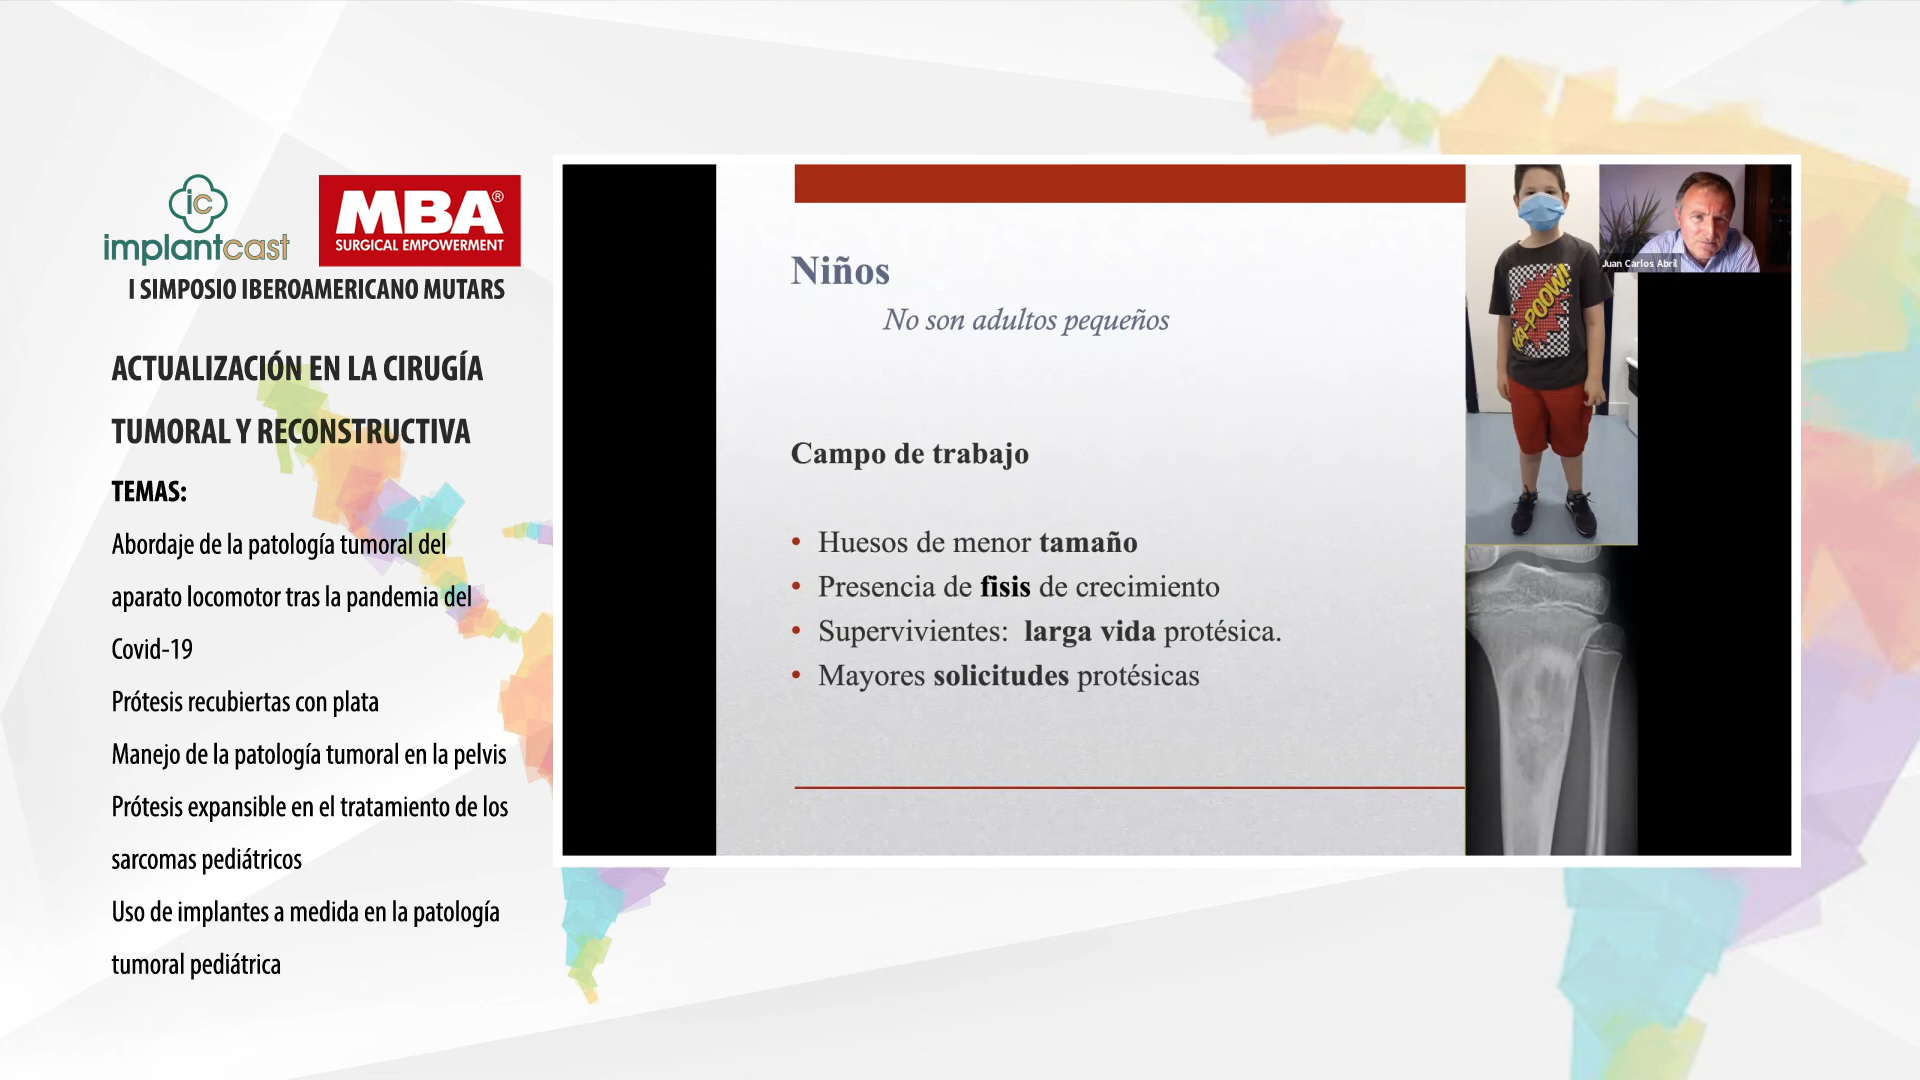 ic
implantcast
MBA®
SURGICAL EMPOWERMENT
I SIMPOSIO IBEROAMERICANO MUTARS
ACTUALIZACIÓN EN LA CIRUGÍA
TUMORAL Y RECONSTRUCTIVA
TEMAS:
Abordaje de la patología tumoral del
aparato locomotor tras la pandemia del
Covid-19
Prótesis recubiertas con plata
Manejo de la patología tumoral en la pelvis
Prótesis expansible en el tratamiento de los
sarcomas pediátricos
Uso de implantes a medida en la patología
tumoral pediátrica
Niños
No son adultos pequeños
Campo de trabajo
• Huesos de menor tamaño
• Presencia de fisis de crecimiento
• Supervivientes: larga vida protésica.
• Mayores solicitudes protésicas
KA-POOW!
Juan Carlos Abril